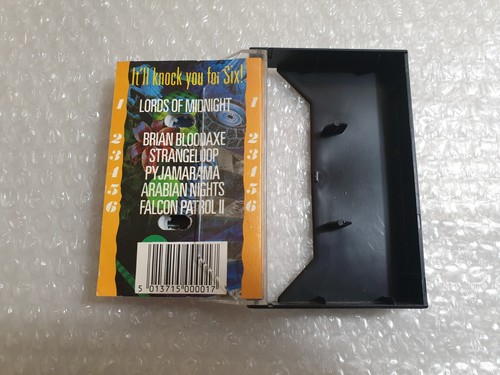 It'll knock you for Six!
1 LORDS OF MIDNIGHT 1
2 BRIAN BLOODAXE 2
3 STRANGELOOP 3
4 PYJAMARAMA 4
5 ARABIAN NIGHTS 5
6 FALCON PATROL II 6
5 013715 000017